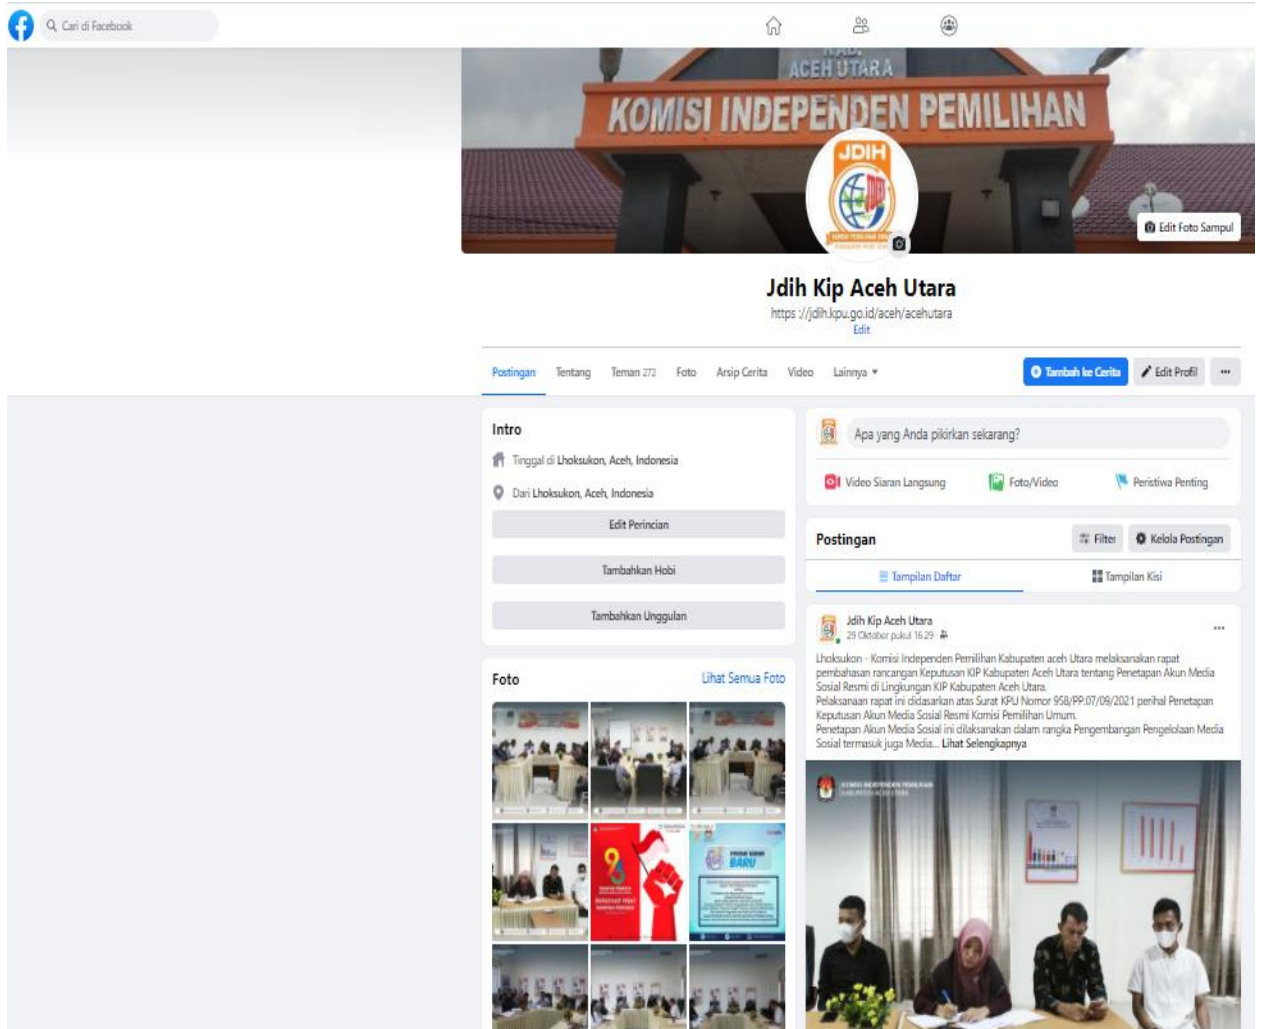 Cari di Facebook
KAB.
ACEH UTARA
KOMISI INDEPENDEN PEMILIHAN
JDIH
Edit Foto Sampul
Jdih Kip Aceh Utara
https ://jdih.kpu.go.id/aceh/acehutara
Edit
Postingan Tentang Teman 272 Foto Arsip Cerita Video Lainnya
Tambah ke Cerita Edit Profil
Intro
Tinggal di Lhoksukon, Aceh, Indonesia
Dari Lhoksukon, Aceh, Indonesia
Edit Perincian
Tambahkan Hobi
Tambahkan Unggulan
Foto Lihat Semua Foto
BARU
Apa yang Anda pikirkan sekarang?
Video Siaran Langsung Foto/Video Peristiwa Penting
Postingan Filter Kelola Postingan
Tampilan Daftar Tampilan Kisi
Jdih Kip Aceh Utara
29 Oktober pukul 16.29 ·
Lhoksukon - Komisi Independen Pemilihan Kabupaten aceh Utara melaksanakan rapat
pembahasan rancangan Keputusan KIP Kabupaten Aceh Utara tentang Penetapan Akun Media
Sosial Resmi di Lingkungan KIP Kabupaten Aceh Utara.
Pelaksanaan rapat ini didasarkan atas Surat KPU Nomor 958/PP.07/09/2021 perihal Penetapan
Keputusan Akun Media Sosial Resmi Komisi Pemilihan Umum.
Penetapan Akun Media Sosial ini dilaksanakan dalam rangka Pengembangan Pengelolaan Media
Sosial termasuk juga Media... Lihat Selengkapnya
KOMISI INDEPENDEN PEMILIHAN
KABUPATEN ACEH UTARA